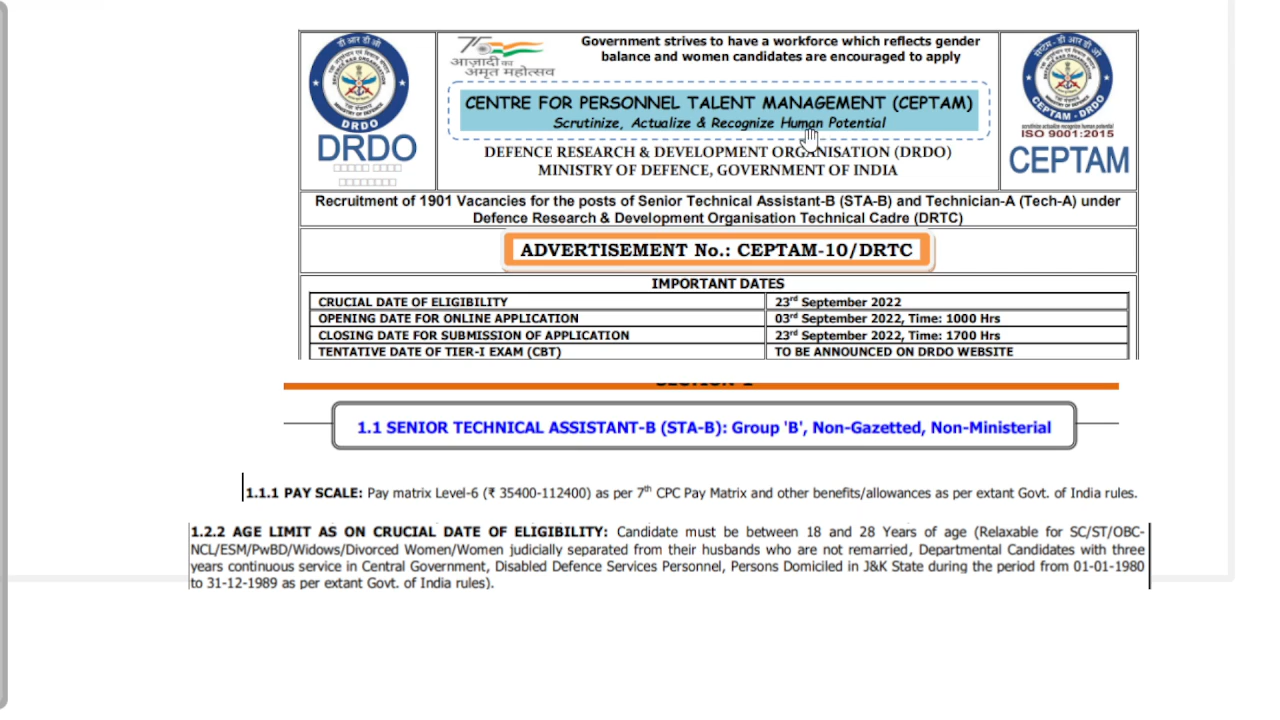 Government strives to have a workforce which reflects gender
balance and women candidates are encouraged to apply
आज़ादी का
अमृत महोत्सव
डी आर डी ओ
DRDO
DRDO
CENTRE FOR PERSONNEL TALENT MANAGEMENT (CEPTAM)
Scrutinize, Actualize & Recognize Human Potential
DEFENCE RESEARCH & DEVELOPMENT ORGANISATION (DRDO)
MINISTRY OF DEFENCE, GOVERNMENT OF INDIA
CEPTAM - DRDO
ISO 9001:2015
CEPTAM
Recruitment of 1901 Vacancies for the posts of Senior Technical Assistant-B (STA-B) and Technician-A (Tech-A) under
Defence Research & Development Organisation Technical Cadre (DRTC)
ADVERTISEMENT No.: CEPTAM-10/DRTC
IMPORTANT DATES
CRUCIAL DATE OF ELIGIBILITY 23rd September 2022
OPENING DATE FOR ONLINE APPLICATION 03rd September 2022, Time: 1000 Hrs
CLOSING DATE FOR SUBMISSION OF APPLICATION 23rd September 2022, Time: 1700 Hrs
TENTATIVE DATE OF TIER-I EXAM (CBT) TO BE ANNOUNCED ON DRDO WEBSITE
1.1 SENIOR TECHNICAL ASSISTANT-B (STA-B): Group 'B', Non-Gazetted, Non-Ministerial
1.1.1 PAY SCALE: Pay matrix Level-6 (₹ 35400-112400) as per 7th CPC Pay Matrix and other benefits/allowances as per extant Govt. of India rules.
1.2.2 AGE LIMIT AS ON CRUCIAL DATE OF ELIGIBILITY: Candidate must be between 18 and 28 Years of age (Relaxable for SC/ST/OBC-
NCL/ESM/PwBD/Widows/Divorced Women/Women judicially separated from their husbands who are not remarried, Departmental Candidates with three
years continuous service in Central Government, Disabled Defence Services Personnel, Persons Domiciled in J&K State during the period from 01-01-1980
to 31-12-1989 as per extant Govt. of India rules).